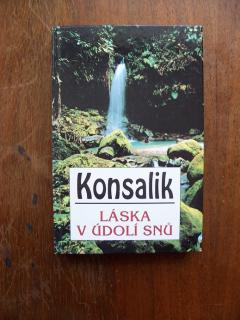 Konsalik
LÁSKA
V ÚDOLÍ SNŮ